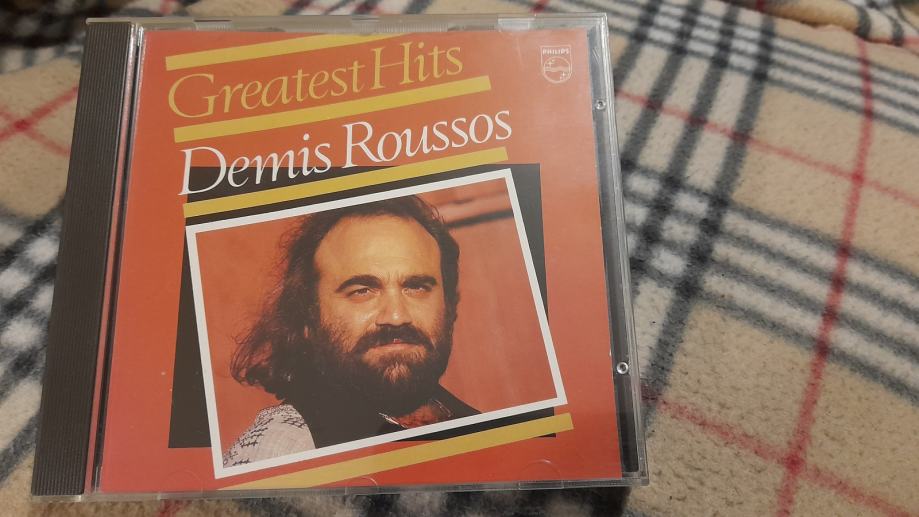 Greatest Hits
PHILIPS
Demis Roussos